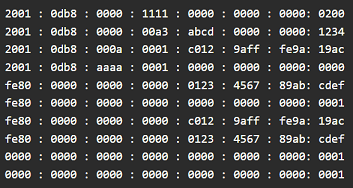 2001 : 0db8 : 0000 : 1111 : 0000 : 0000 : 0000: 0200
2001 : 0db8 : 0000 : 00a3 : abcd : 0000 : 0000: 1234
2001 : 0db8 : 000a : 0001 : c012 : 9aff : fe9a: 19ac
2001 : 0db8 : aaaa : 0001 : 0000 : 0000 : 0000: 0000
fe80 : 0000 : 0000 : 0000 : 0123 : 4567 : 89ab: cdef
fe80 : 0000 : 0000 : 0000 : 0000 : 0000 : 0000: 0001
fe80 : 0000 : 0000 : 0000 : c012 : 9aff : fe9a: 19ac
fe80 : 0000 : 0000 : 0000 : 0123 : 4567 : 89ab: cdef
0000 : 0000 : 0000 : 0000 : 0000 : 0000 : 0000: 0001
0000 : 0000 : 0000 : 0000 : 0000 : 0000 : 0000: 0001